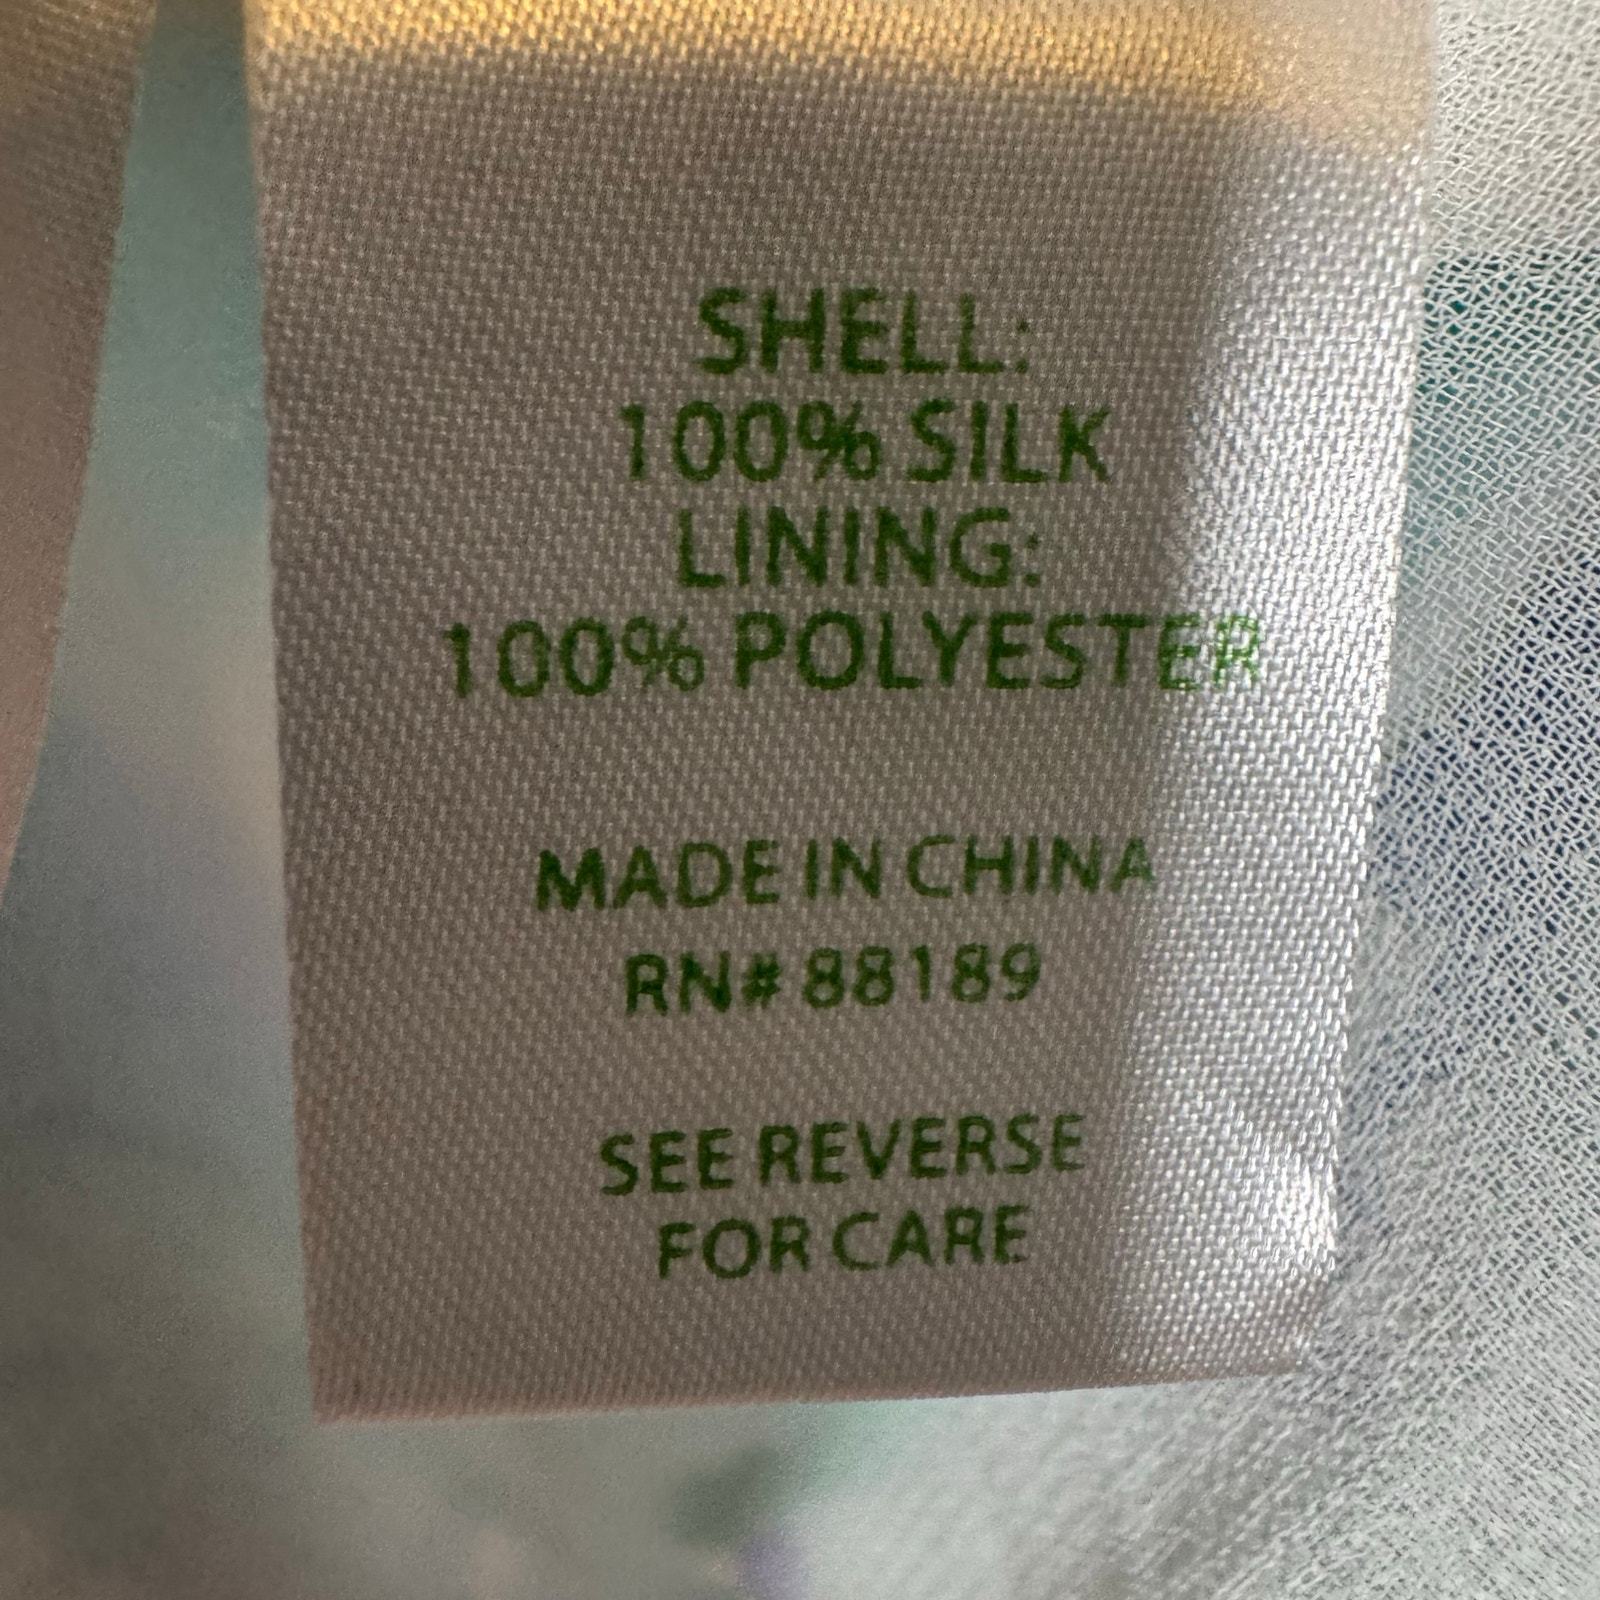 SHELL:
100% SILK
LINING:
100% POLYESTER
MADE IN CHINA
RN# 88189
SEE REVERSE
FOR CARE